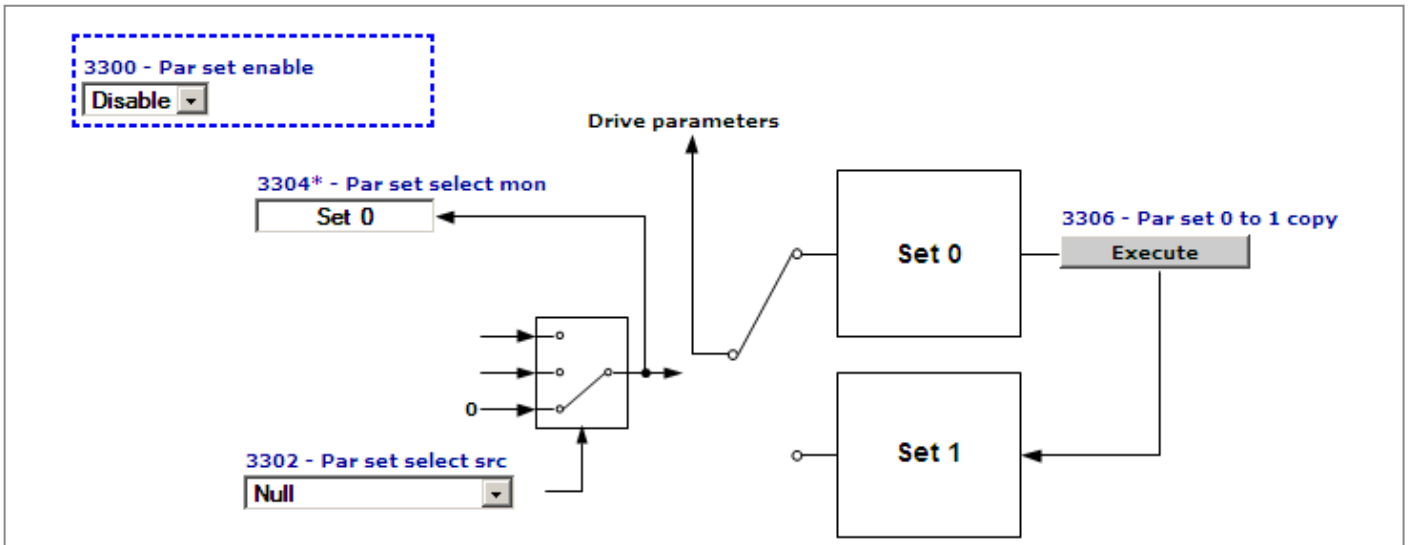 3300 - Par set enable
Disable
Drive parameters
3304* - Par set select mon
Set 0
3306 - Par set 0 to 1 copy
Set 0
Execute
0
3302 - Par set select src
Null
Set 1